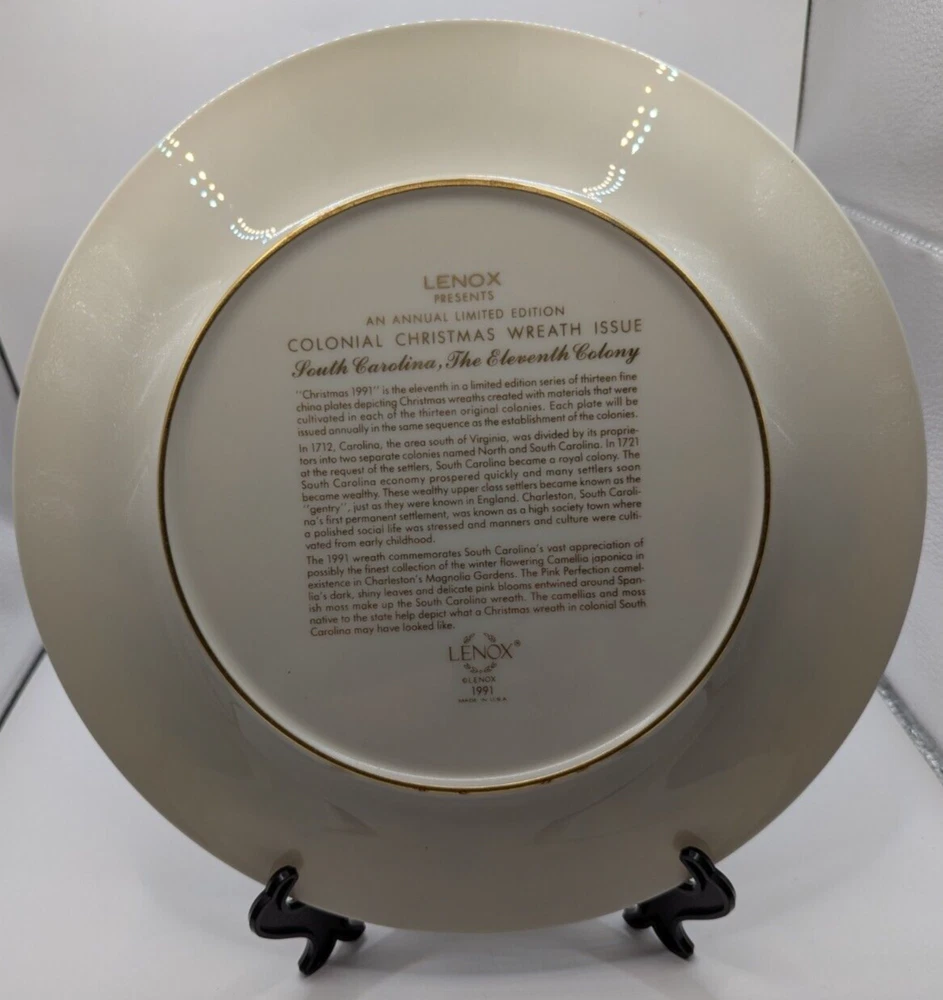 LENOX
PRESENTS
AN ANNUAL LIMITED EDITION
COLONIAL CHRISTMAS WREATH ISSUE
South Carolina, The Eleventh Colony
"Christmas 1991" is the eleventh in a limited edition series of thirteen fine
china plates depicting Christmas wreaths created with materials that were
cultivated in each of the thirteen original colonies. Each plate will be
issued annually in the same sequence as the establishment of the colonies.
In 1712, Carolina, the area south of Virginia, was divided by its proprie-
tors into two separate colonies named North and South Carolina. In 1721
at the request of the settlers, South Carolina became a royal colony. The
South Carolina economy prospered quickly and many settlers soon
became wealthy. These wealthy upper class settlers became known as the
"gentry", just as they were known in England. Charleston, South Caroli-
na's first permanent settlement, was known as a high society town where
a polished social life was stressed and manners and culture were culti-
vated from early childhood.
The 1991 wreath commemorates South Carolina's vast appreciation of
possibly the finest collection of the winter flowering Camellia japonica in
existence in Charleston's Magnolia Gardens. The Pink Perfection camel-
lia's dark, shiny leaves and delicate pink blooms entwined around Span-
ish moss make up the South Carolina wreath. The camellias and moss
native to the state help depict what a Christmas wreath in colonial South
Carolina may have looked like.
LENOX®
©LENOX
1991
MADE IN U.S.A.